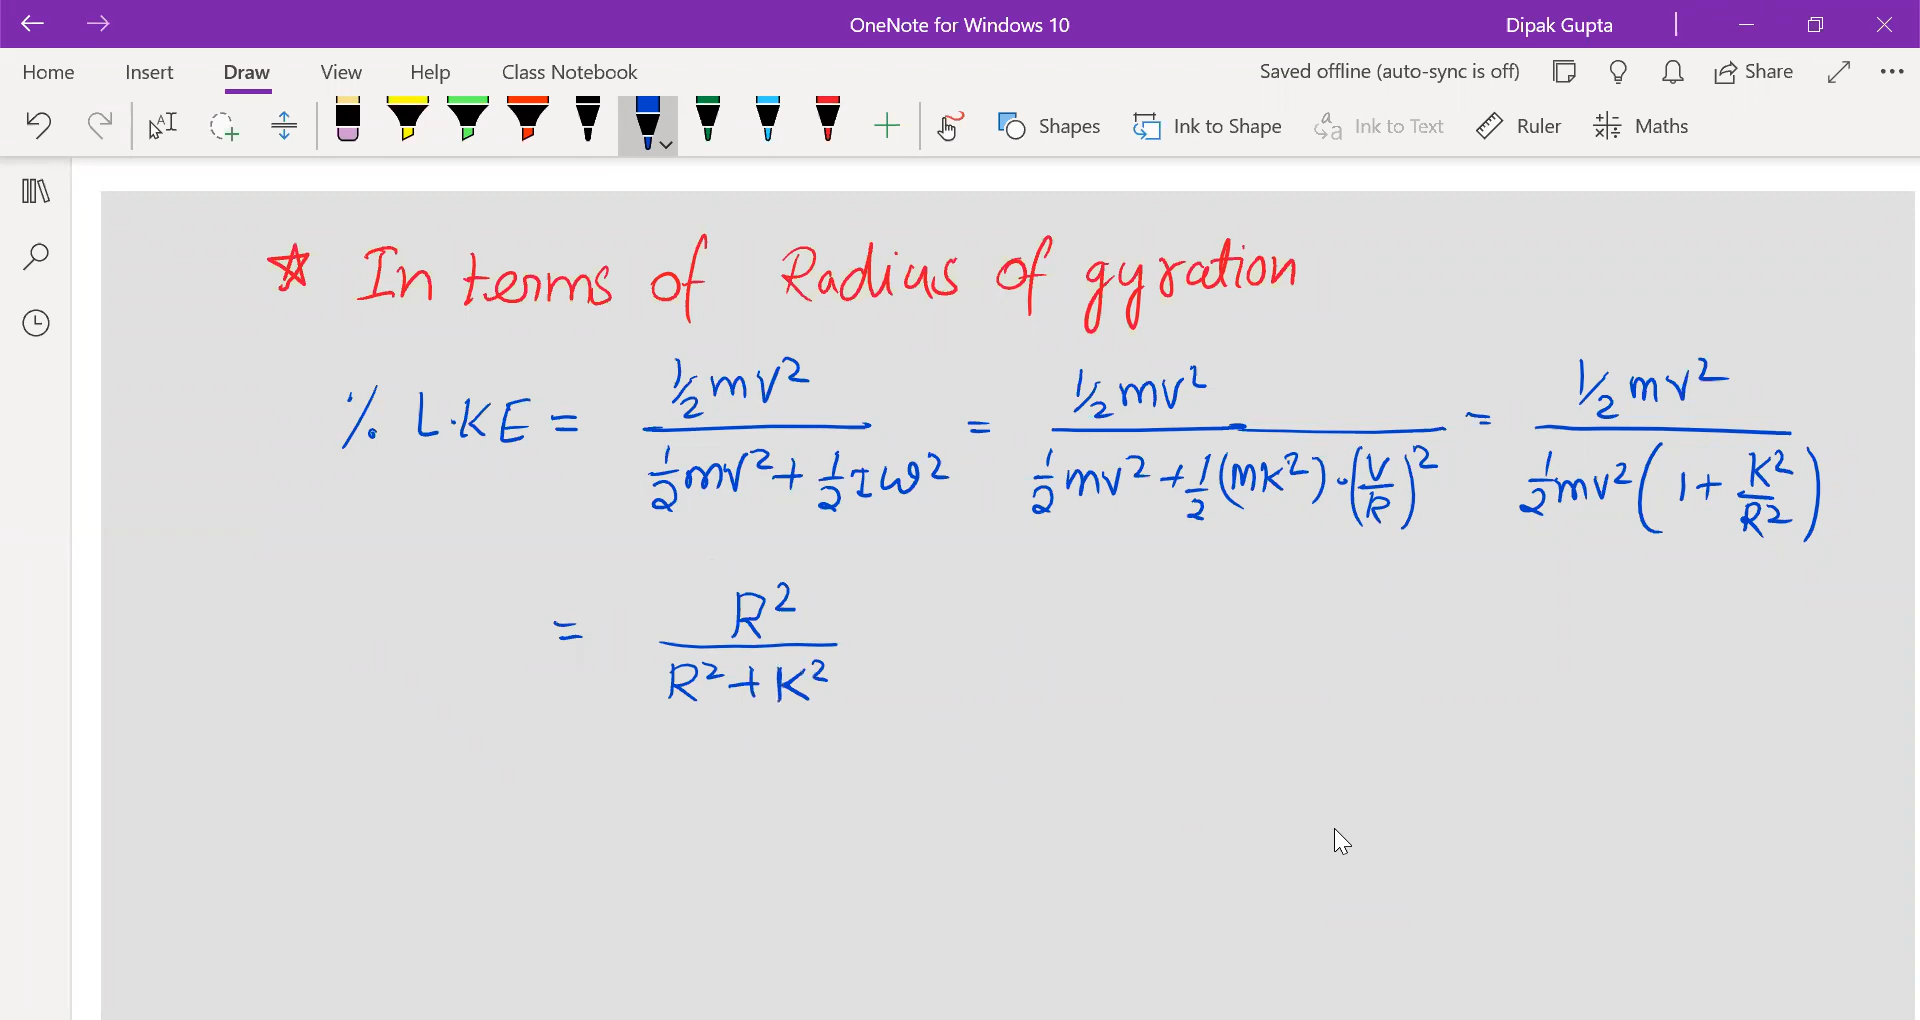 OneNote for Windows 10 Dipak Gupta
Home Insert Draw View Help Class Notebook Saved offline (auto-sync is off) Share
Shapes Ink to Shape Ink to Text Ruler Maths
☆ In terms of Radius of gyration
% L.KE = (½mv²)/(½mv² + ½Iω²) = (½mv²)/(½mv² + ½(mK²)·(v/R)²) = (½mv²)/(½mv²(1 + K²/R²))
= R²/(R² + K²)